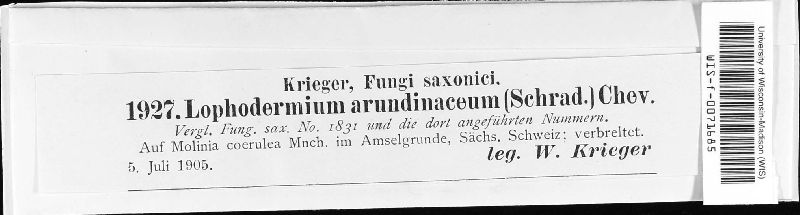 Krieger, Fungi saxonici.
1927. Lophodermium arundinaceum (Schrad.) Chev.
Vergl. Fung. sax. No. 1831 und die dort angeführten Nummern.
Auf Molinia coerulea Mnch. im Amselgrunde, Sächs. Schweiz; verbreitet.
5. Juli 1905.
leg. W. Krieger
University of Wisconsin-Madison (WIS)
WIS-f-0071685